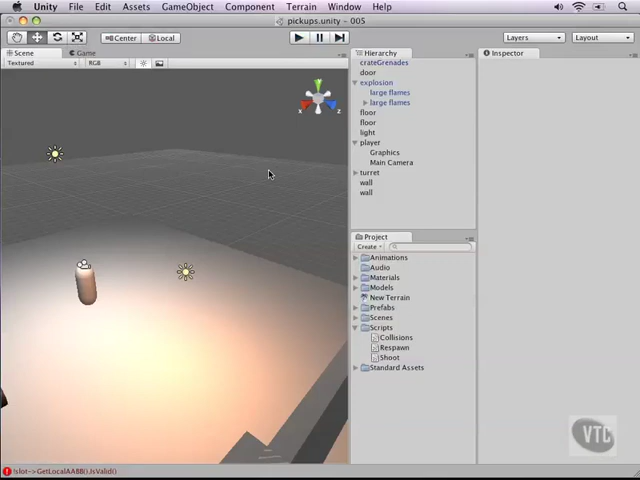 Unity File Edit Assets GameObject Component Terrain Window Help
pickups.unity - 005
Center Local Layers Layout
Scene Game
Textured RGB
Hierarchy
crateGrenades
door
explosion
large flames
large flames
floor
floor
light
player
Graphics
Main Camera
turret
wall
wall
Project
Create
Animations
Audio
Materials
Models
New Terrain
Prefabs
Scenes
Scripts
Collisions
Respawn
Shoot
Standard Assets
Inspector
x y z
VTC
!slot->GetLocalAABB().IsValid()